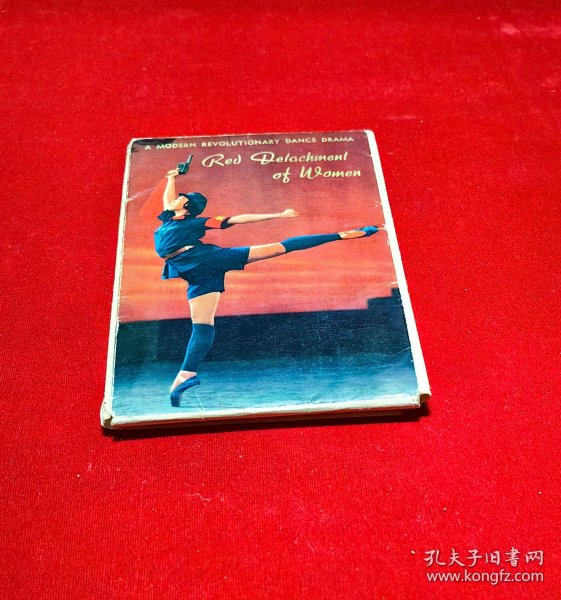 A MODERN REVOLUTIONARY DANCE DRAMA
Red Detachment
of Women
孔夫子旧书网
www.kongfz.com